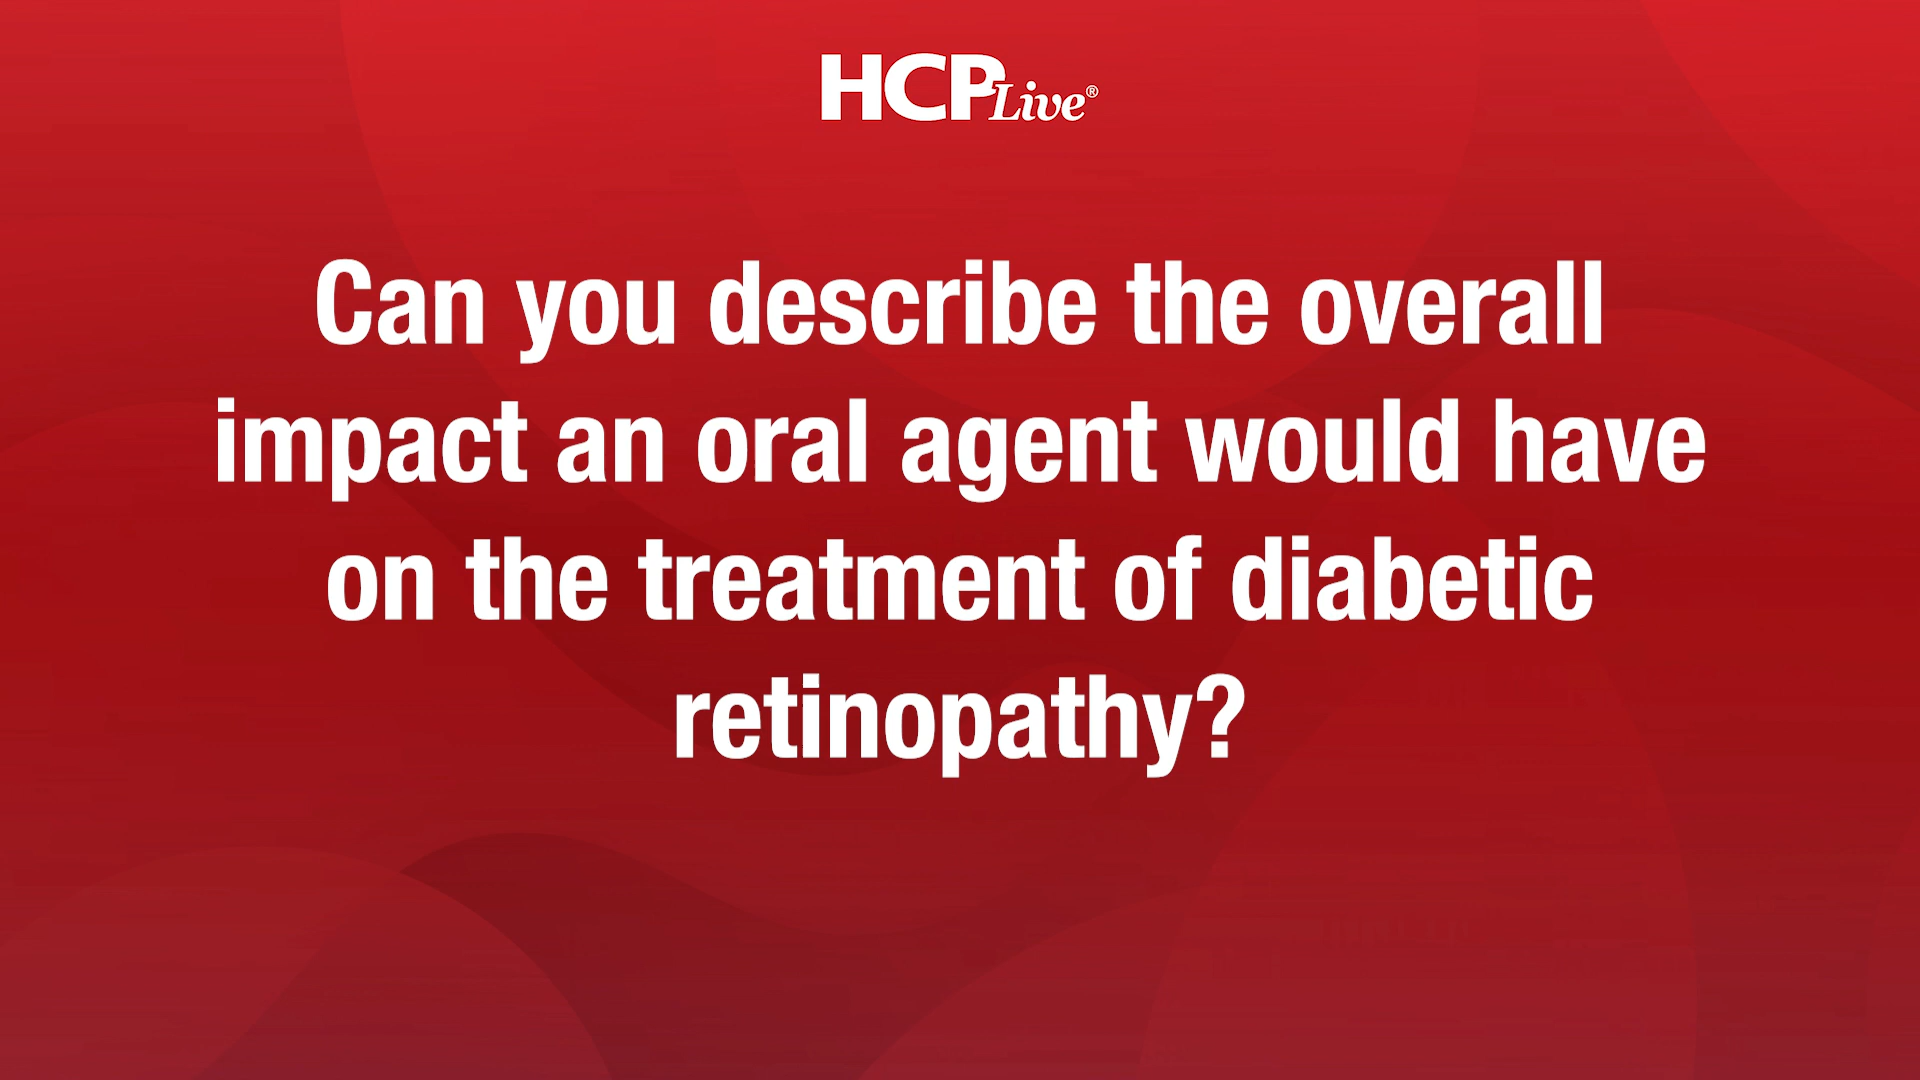 HCPLive®
Can you describe the overall
impact an oral agent would have
on the treatment of diabetic
retinopathy?